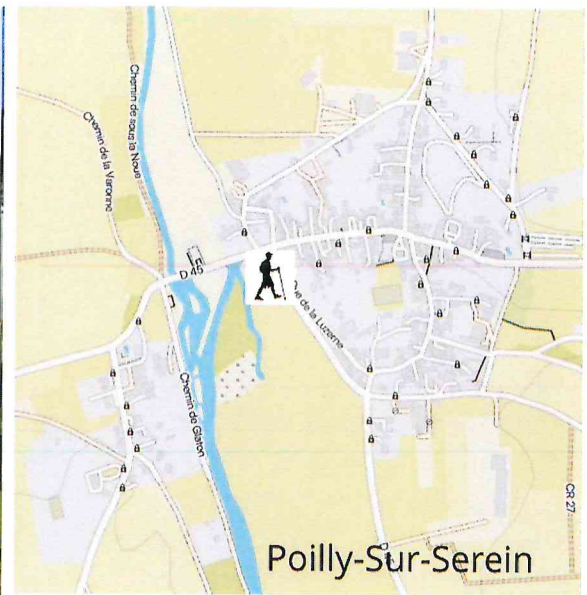 Chemin de sous la Noue
Chemin de la Varonne
D 45
Rue de la Luzerne
Chemin de Glaton
CR 27
Poilly-Sur-Serein